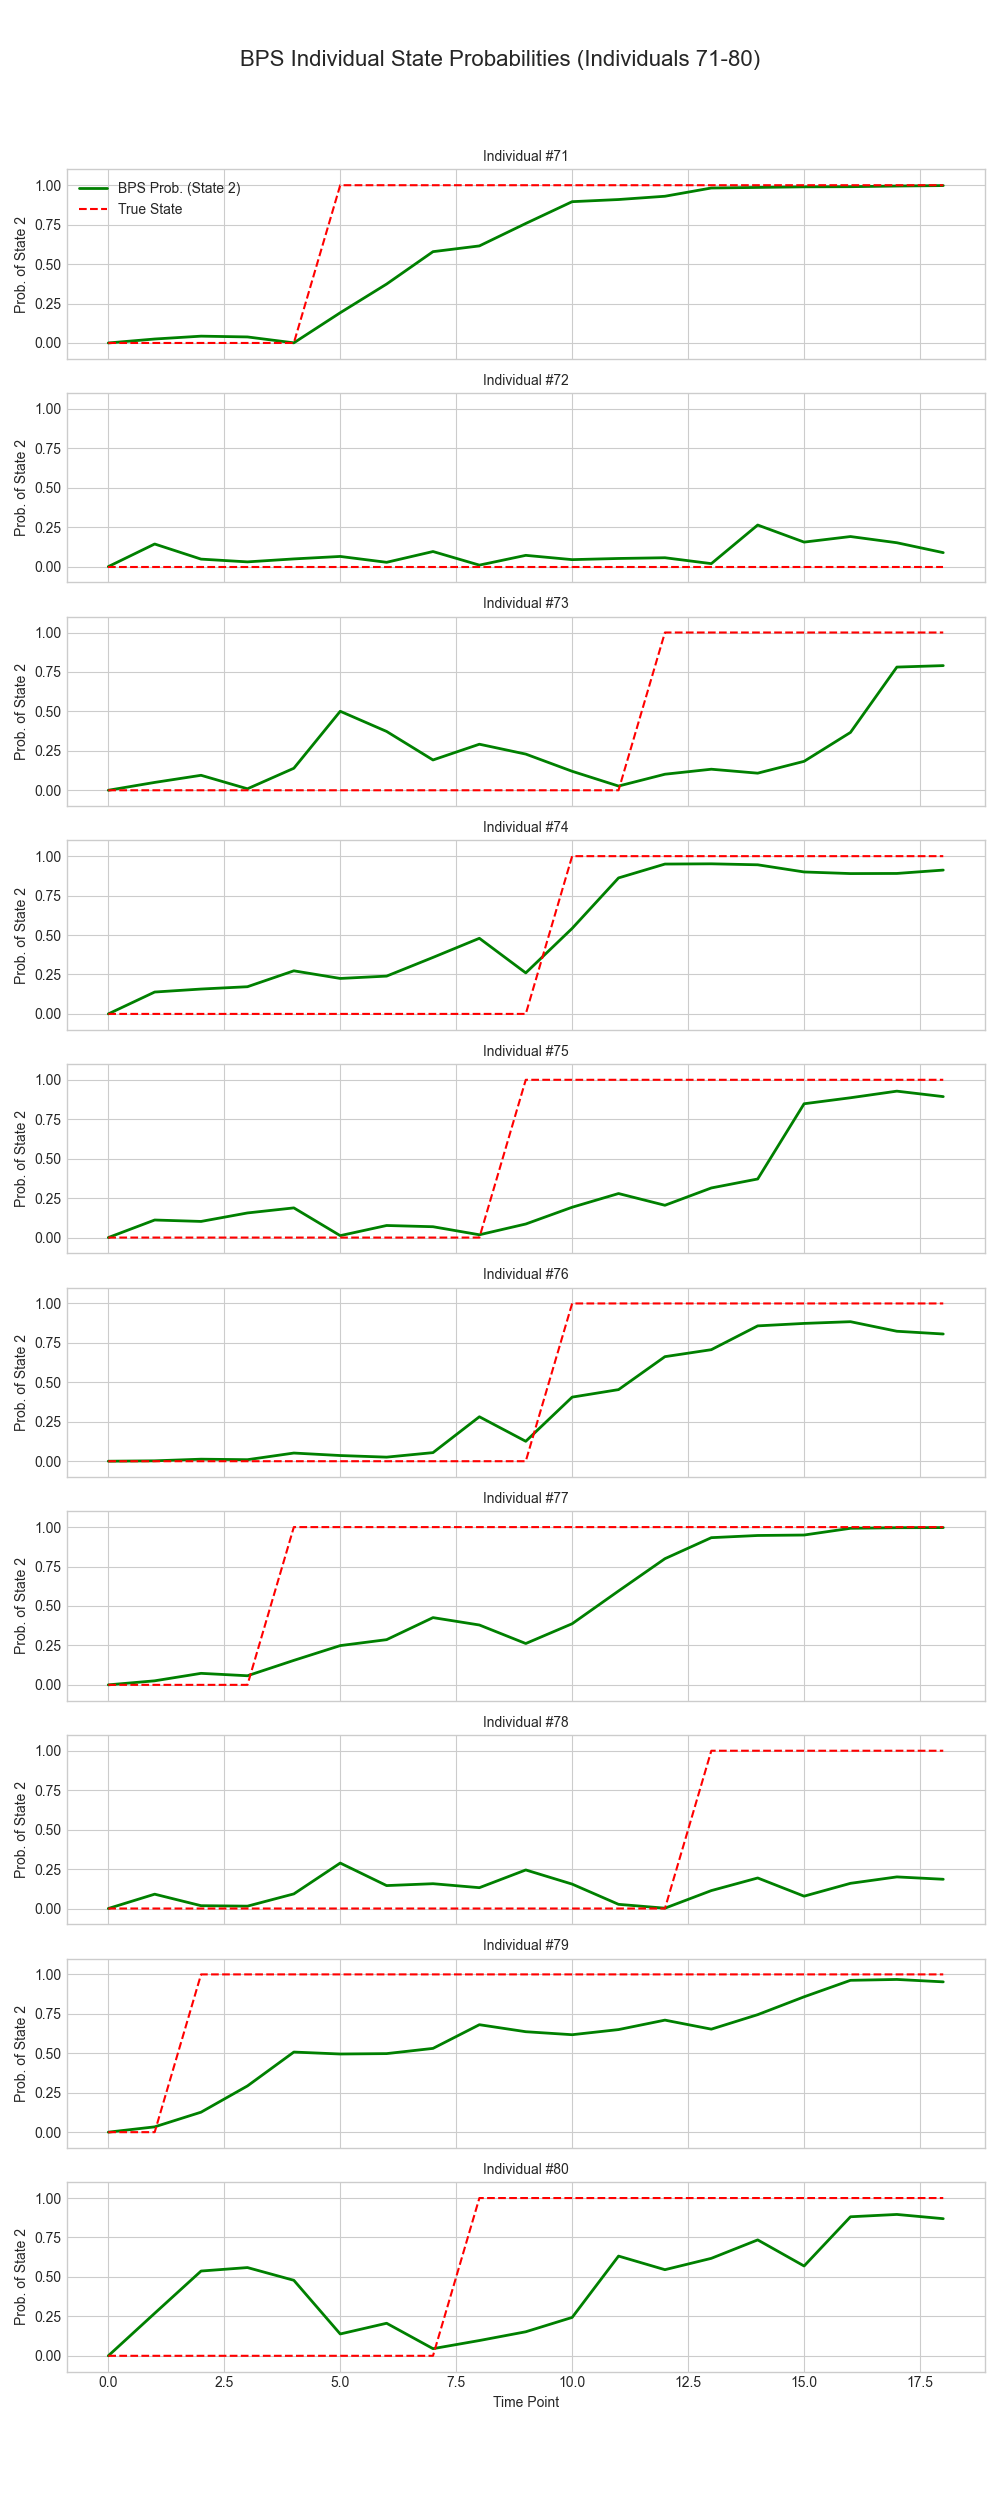 BPS Individual State Probabilities (Individuals 71-80)
Individual #71
BPS Prob. (State 2)
True State
1.00
0.75
0.50
0.25
0.00
Prob. of State 2
Individual #72
1.00
0.75
0.50
0.25
0.00
Prob. of State 2
Individual #73
1.00
0.75
0.50
0.25
0.00
Prob. of State 2
Individual #74
1.00
0.75
0.50
0.25
0.00
Prob. of State 2
Individual #75
1.00
0.75
0.50
0.25
0.00
Prob. of State 2
Individual #76
1.00
0.75
0.50
0.25
0.00
Prob. of State 2
Individual #77
1.00
0.75
0.50
0.25
0.00
Prob. of State 2
Individual #78
1.00
0.75
0.50
0.25
0.00
Prob. of State 2
Individual #79
1.00
0.75
0.50
0.25
0.00
Prob. of State 2
Individual #80
1.00
0.75
0.50
0.25
0.00
Prob. of State 2
0.0 2.5 5.0 7.5 10.0 12.5 15.0 17.5
Time Point